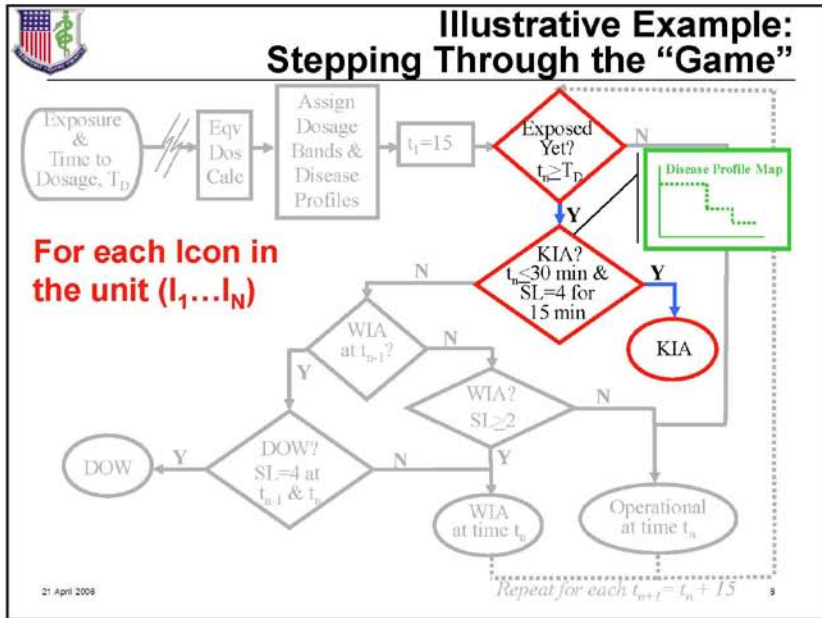 Illustrative Example:
Stepping Through the “Game”
Exposure
&
Time to
Dosage, T_D
Eqv
Dos
Calc
Assign
Dosage
Bands &
Disease
Profiles
t_1=15
Exposed
Yet?
t_n≥T_D
N
Y
Disease Profile Map
For each Icon in
the unit (I_1…I_N)
KIA?
t_n≤30 min &
SL=4 for
15 min
N
Y
KIA
WIA
at t_{n-1}?
Y
N
WIA?
SL≥2
N
Y
DOW?
SL=4 at
t_{n-1} & t_n
Y
N
DOW
WIA
at time t_n
Operational
at time t_n
Repeat for each t_{n+1}= t_n + 15
21 April 2008